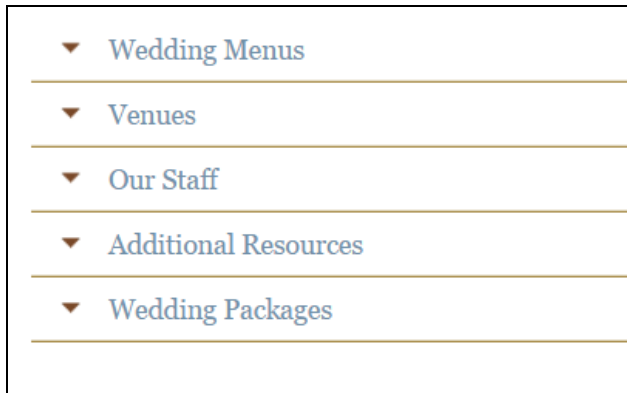 Wedding Menus
Venues
Our Staff
Additional Resources
Wedding Packages